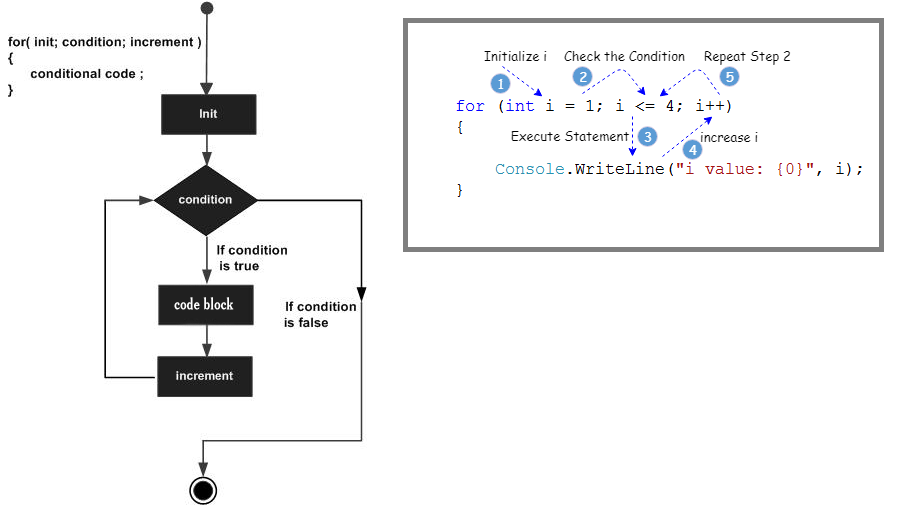 for( init; condition; increment )
{
conditional code ;
}
Init
condition
If condition
is true
code block
If condition
is false
increment
Initialize i
Check the Condition
Repeat Step 2
1
2
5
for (int i = 1; i <= 4; i++)
{
Execute Statement
3
4
increase i
Console.WriteLine("i value: {0}", i);
}